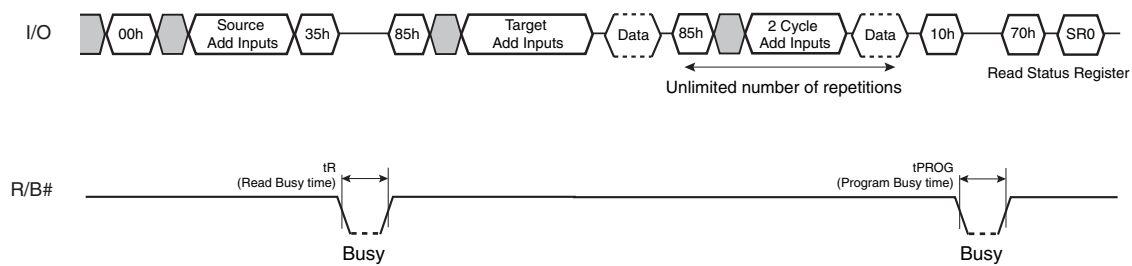 I/O
00h
Source
Add Inputs
35h
85h
Target
Add Inputs
Data
85h
2 Cycle
Add Inputs
Data
10h
70h
SR0
Unlimited number of repetitions
Read Status Register
R/B#
tR
(Read Busy time)
Busy
tPROG
(Program Busy time)
Busy